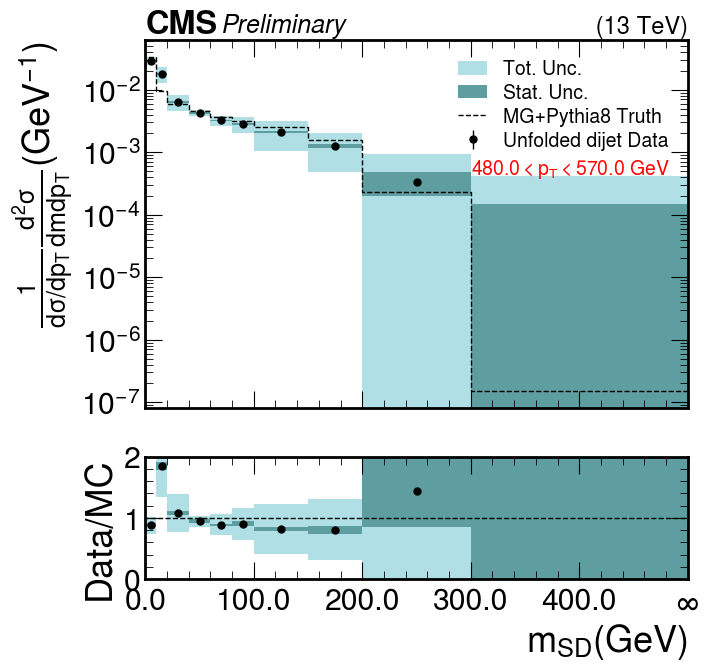 CMS Preliminary (13 TeV)
Tot. Unc.
Stat. Unc.
MG+Pythia8 Truth
Unfolded dijet Data
480.0 < p_T < 570.0 GeV
1/(dσ/dp_T) d²σ/(dmdp_T) (GeV⁻¹)
10⁻²
10⁻³
10⁻⁴
10⁻⁵
10⁻⁶
10⁻⁷
Data/MC
2
1
0
0.0 100.0 200.0 300.0 400.0 ∞
m_SD(GeV)